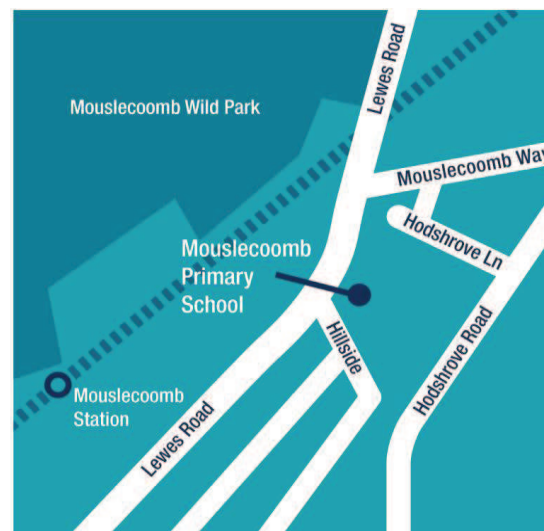 Lewes Road
Mouslecoomb Wild Park
Mouslecoomb Way
Hodshrove Ln
Mouslecoomb
Primary
School
Hillside
Hodshrove Road
Mouslecoomb
Station
Lewes Road